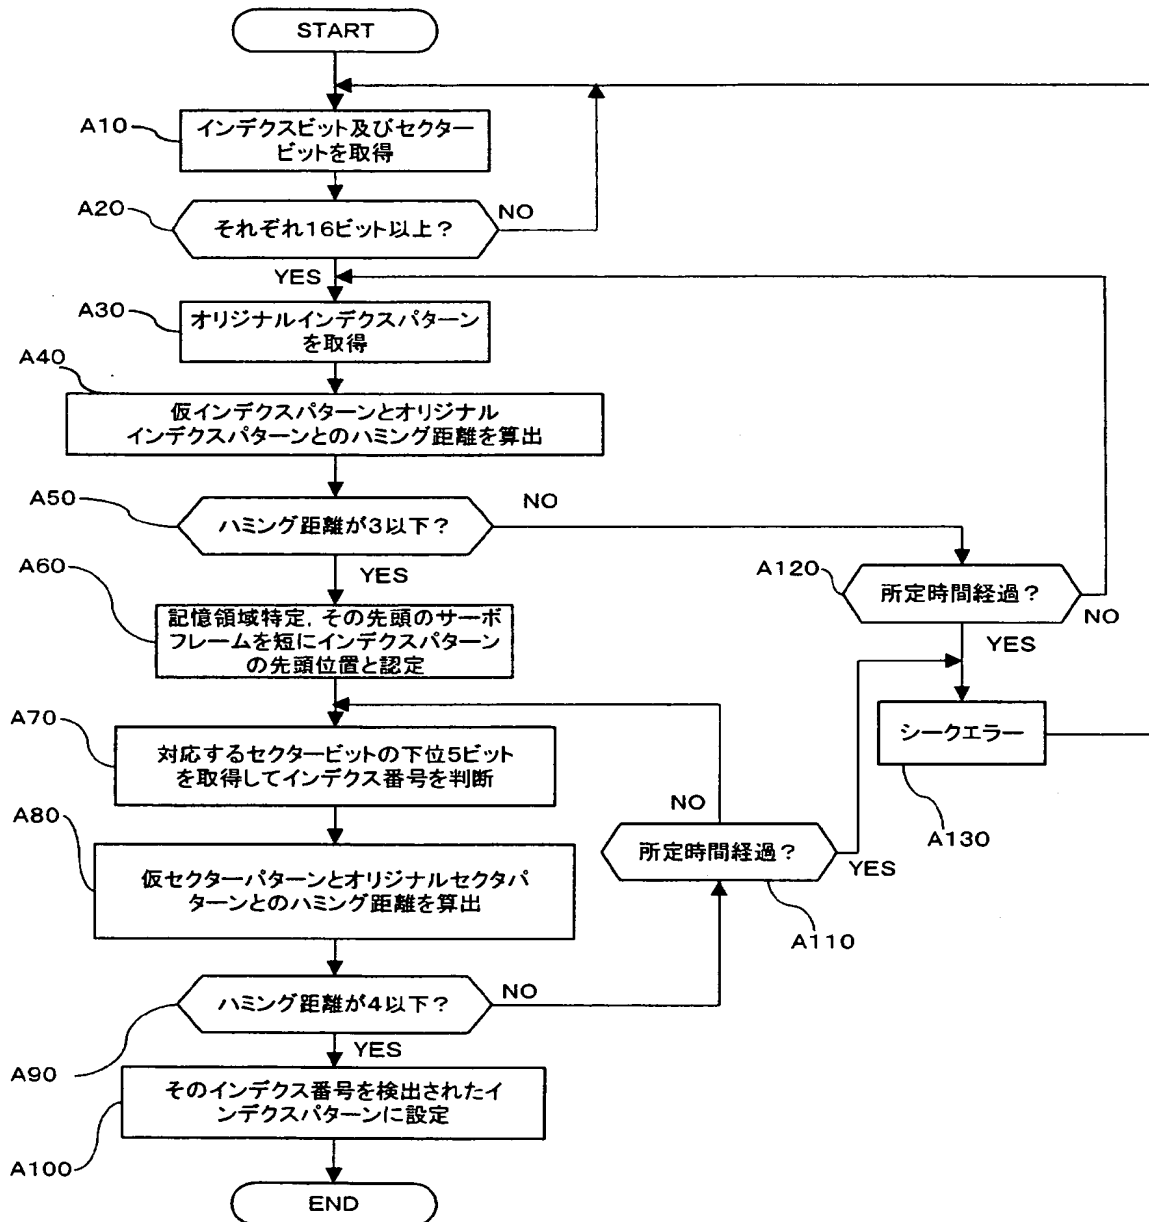 START
A10
インデクスビット及びセクター
ビットを取得
A20
それぞれ16ビット以上?
NO
YES
A30
オリジナルインデクスパターン
を取得
A40
仮インデクスパターンとオリジナル
インデクスパターンとのハミング距離を算出
A50
ハミング距離が3以下?
NO
YES
A60
記憶領域特定,その先頭のサーボ
フレームを短にインデクスパターン
の先頭位置と認定
A120
所定時間経過?
NO
YES
A70
対応するセクタービットの下位5ビット
を取得してインデクス番号を判断
シークエラー
A130
A80
仮セクターパターンとオリジナルセクタパ
ターンとのハミング距離を算出
NO
所定時間経過?
YES
A110
A90
ハミング距離が4以下?
NO
YES
A100
そのインデクス番号を検出されたイ
ンデクスパターンに設定
END